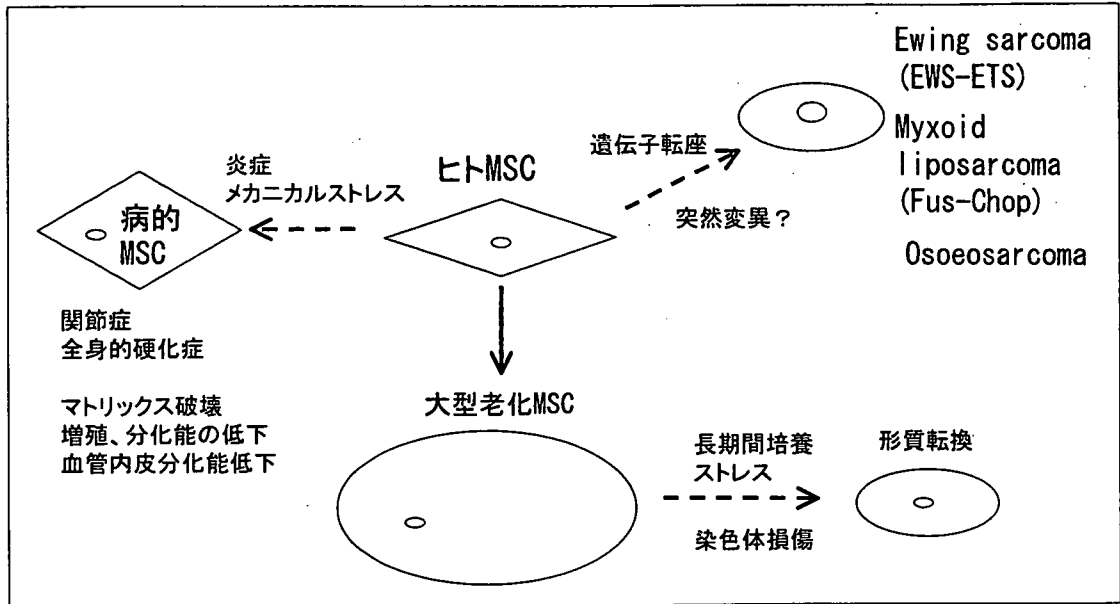 Ewing sarcoma
(EWS-ETS)
Myxoid
liposarcoma
(Fus-Chop)
Osoeosarcoma
遺伝子転座
突然変異?
ヒトMSC
炎症
メカニカルストレス
病的
MSC
関節症
全身的硬化症
マトリックス破壊
増殖、分化能の低下
血管内皮分化能低下
大型老化MSC
長期間培養
ストレス
染色体損傷
形質転換